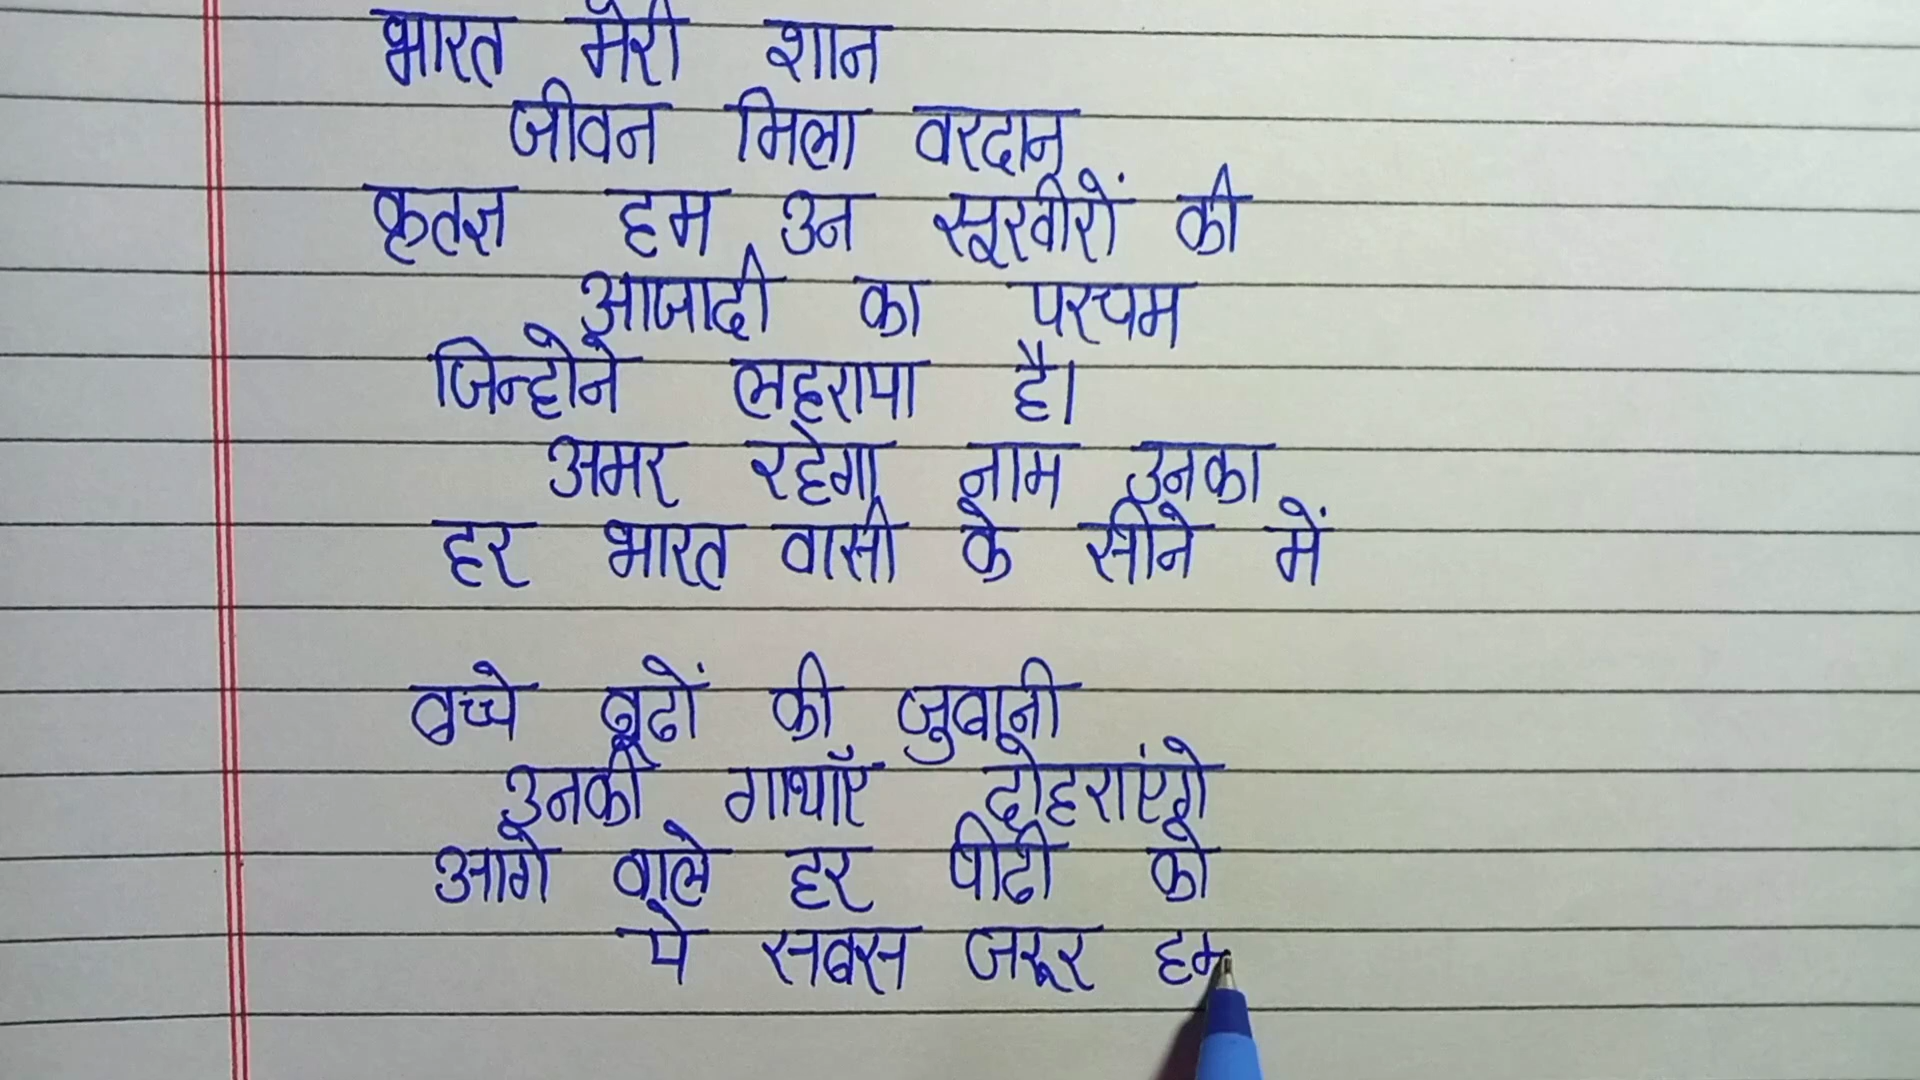 भारत मेरी शान
जीवन मिला वरदान
कृतज्ञ हम उन सूरवीरों की
आजादी का परचम
जिन्होने लहराया है।
अमर रहेगा नाम उनका
हर भारत वासी के सीने में
बच्चे बूढों की जुबानी
उनकी गाथाएँ दोहराएंगे
आगे वाले हर पीढी को
ये सबस जरूर हम